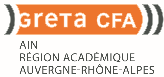 GRETA CFA
AIN
RÉGION ACADÉMIQUE
AUVERGNE-RHÔNE-ALPES